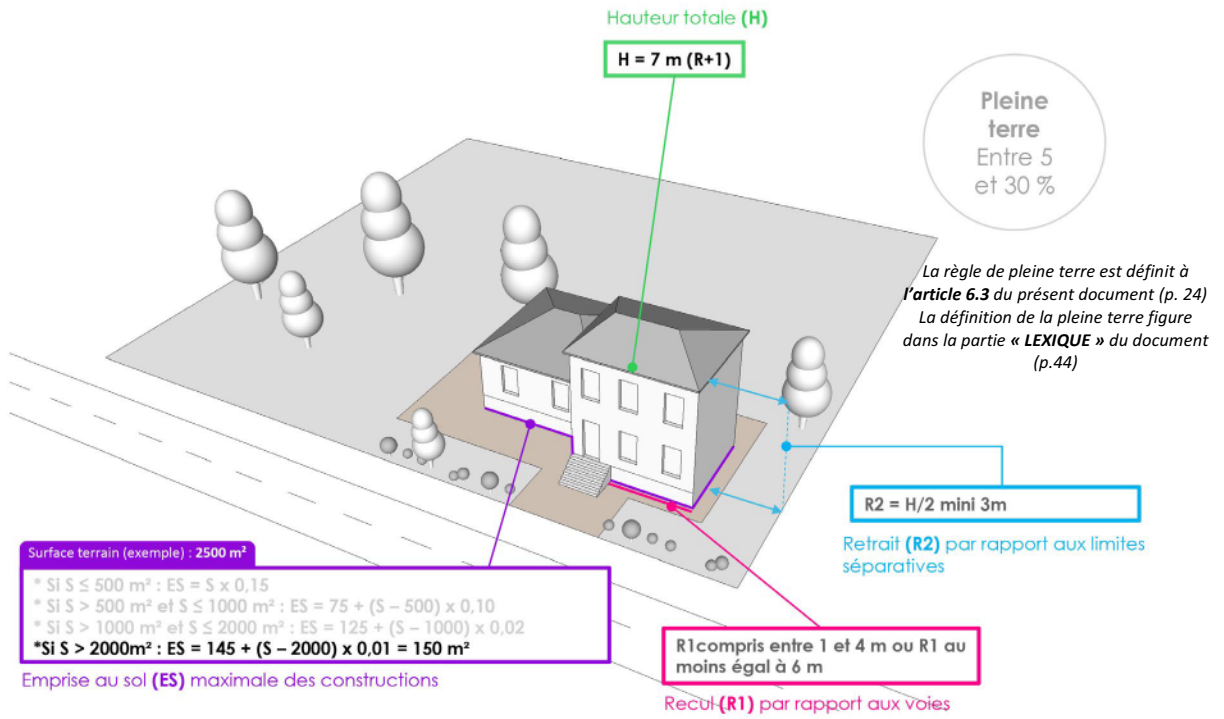 Hauteur totale (H)
H = 7 m (R+1)
Pleine
terre
Entre 5
et 30 %
La règle de pleine terre est définit à
l'article 6.3 du présent document (p. 24)
La définition de la pleine terre figure
dans la partie « LEXIQUE » du document
(p.44)
R2 = H/2 mini 3m
Retrait (R2) par rapport aux limites
séparatives
Surface terrain (exemple) : 2500 m²
* Si S ≤ 500 m² : ES = S x 0,15
* Si S > 500 m² et S ≤ 1000 m² : ES = 75 + (S – 500) x 0,10
* Si S > 1000 m² et S ≤ 2000 m² : ES = 125 + (S – 1000) x 0,02
*Si S > 2000m² : ES = 145 + (S – 2000) x 0,01 = 150 m²
Emprise au sol (ES) maximale des constructions
R1compris entre 1 et 4 m ou R1 au
moins égal à 6 m
Recul (R1) par rapport aux voies